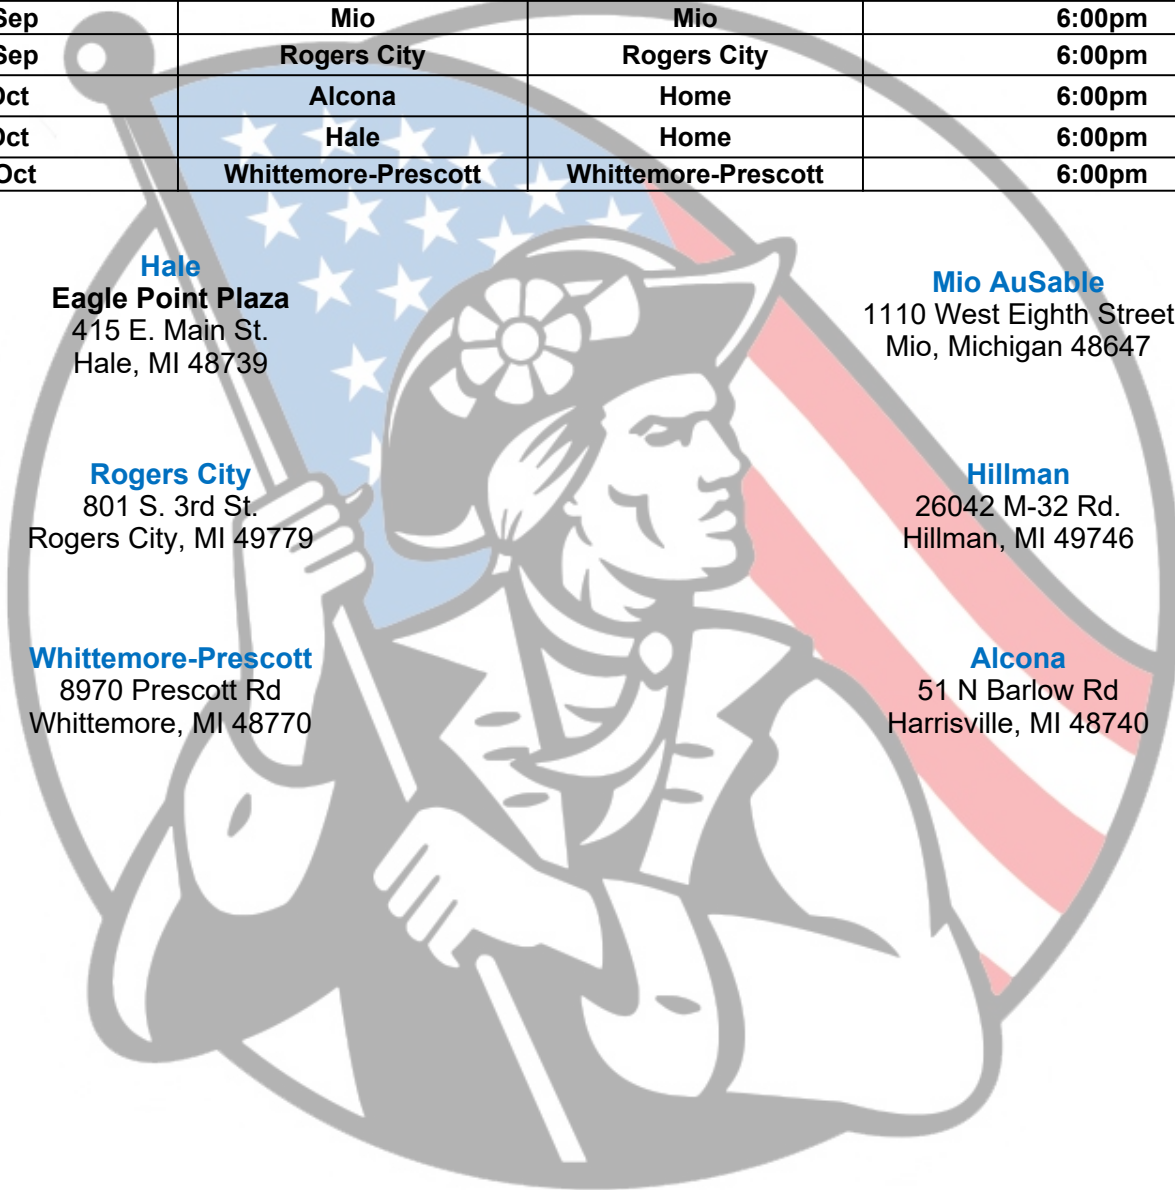 Sep Mio Mio 6:00pm
Sep Rogers City Rogers City 6:00pm
Oct Alcona Home 6:00pm
Oct Hale Home 6:00pm
Oct Whittemore-Prescott Whittemore-Prescott 6:00pm
Hale
Eagle Point Plaza
415 E. Main St.
Hale, MI 48739
Mio AuSable
1110 West Eighth Street
Mio, Michigan 48647
Rogers City
801 S. 3rd St.
Rogers City, MI 49779
Hillman
26042 M-32 Rd.
Hillman, MI 49746
Whittemore-Prescott
8970 Prescott Rd
Whittemore, MI 48770
Alcona
51 N Barlow Rd
Harrisville, MI 48740